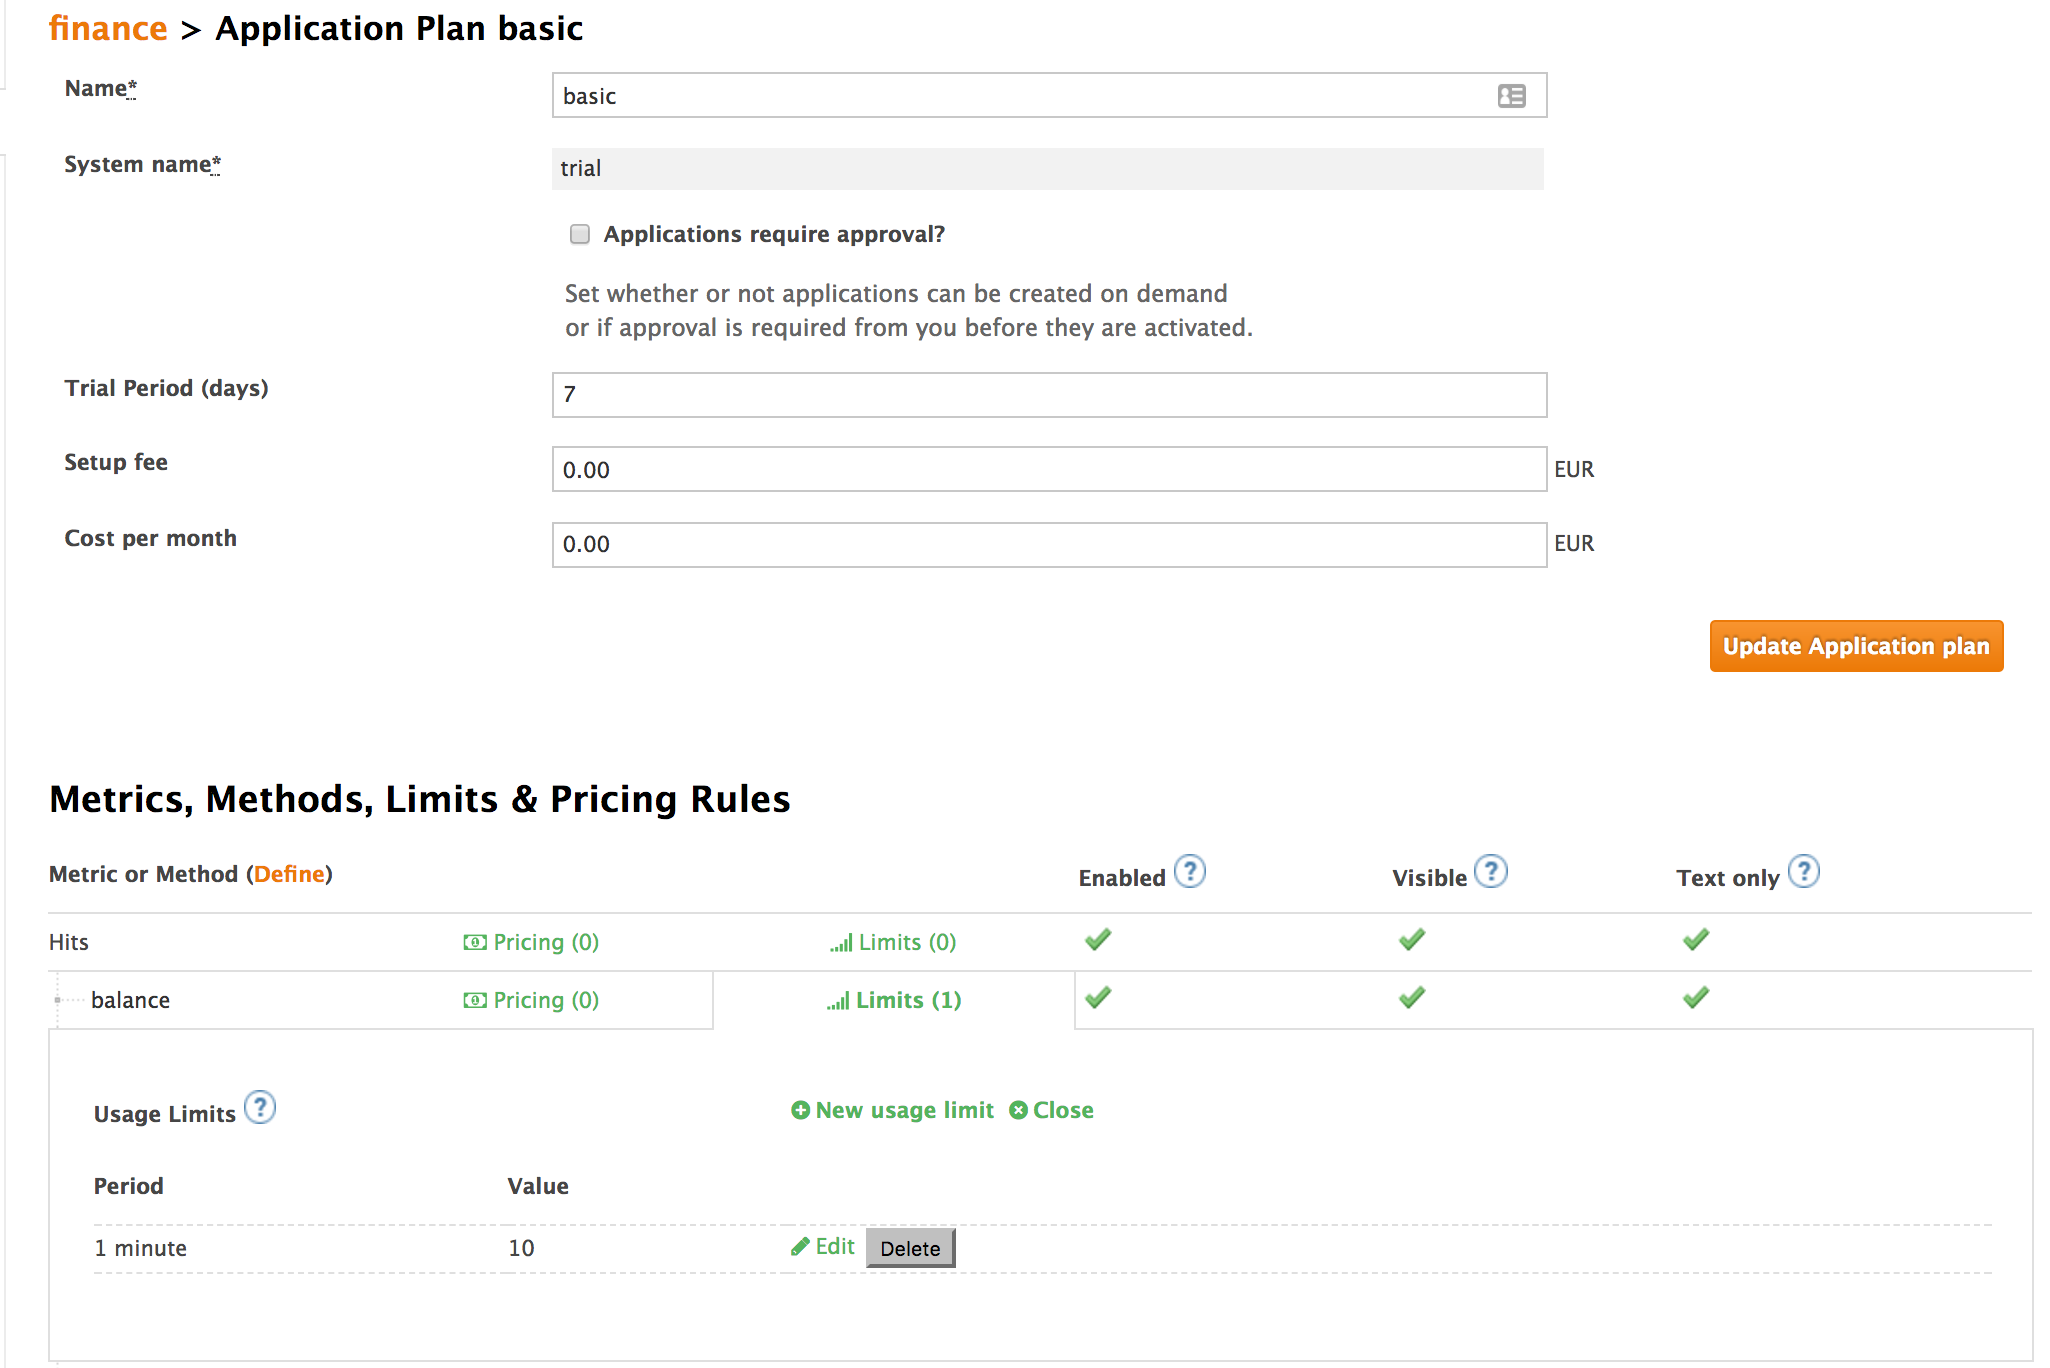 finance > Application Plan basic
Name*
basic
System name*
trial
Applications require approval?
Set whether or not applications can be created on demand
or if approval is required from you before they are activated.
Trial Period (days)
7
Setup fee
0.00
EUR
Cost per month
0.00
EUR
Update Application plan
Metrics, Methods, Limits & Pricing Rules
Metric or Method (Define) Enabled ? Visible ? Text only ?
Hits Pricing (0) Limits (0)
balance Pricing (0) Limits (1)
Usage Limits ? New usage limit Close
Period Value
1 minute 10 Edit Delete